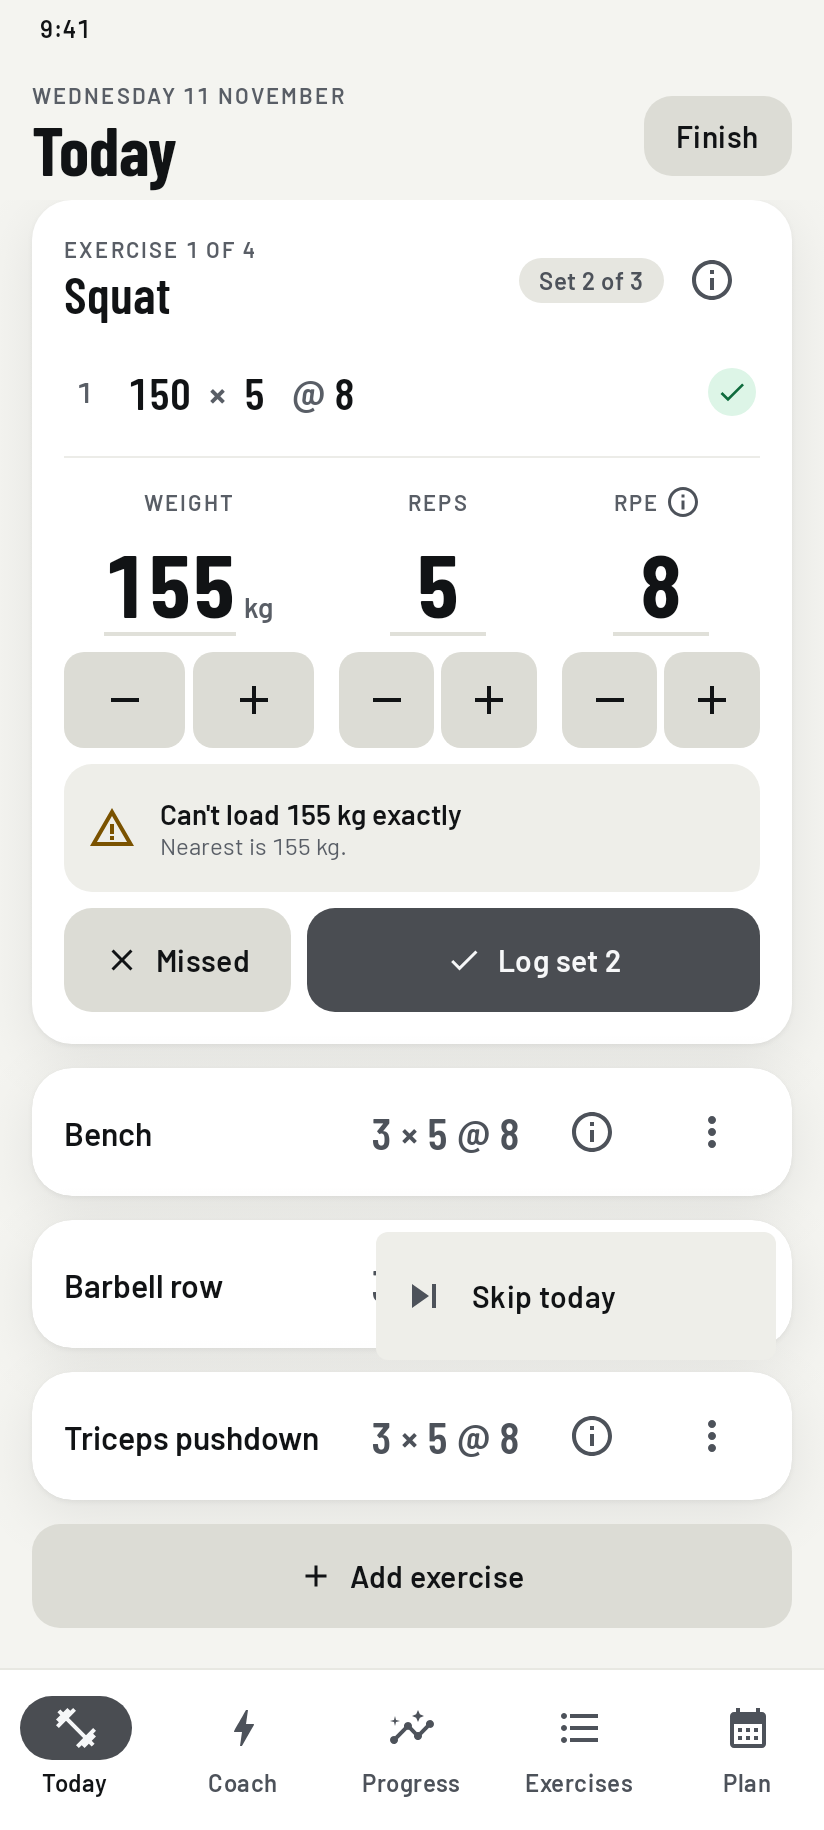 9:41
WEDNESDAY 11 NOVEMBER
Today
Finish
EXERCISE 1 OF 4
Squat
Set 2 of 3
1 150 × 5 @ 8
WEIGHT REPS RPE
155 kg 5 8
Can't load 155 kg exactly
Nearest is 155 kg.
Missed
Log set 2
Bench 3 × 5 @ 8
Barbell row
Skip today
Triceps pushdown 3 × 5 @ 8
Add exercise
Today Coach Progress Exercises Plan